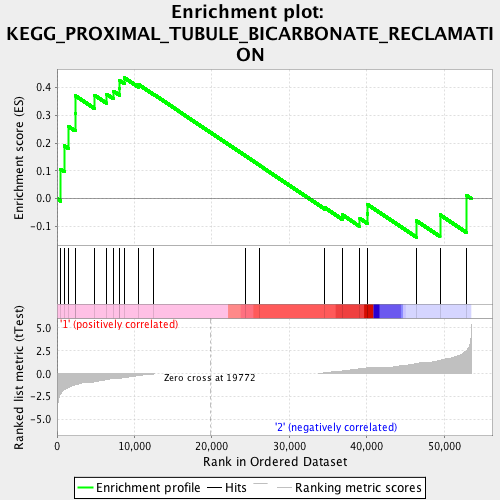 Enrichment plot:
KEGG_PROXIMAL_TUBULE_BICARBONATE_RECLAMATI
ON
Enrichment score (ES)
0.4
0.3
0.2
0.1
0.0
-0.1
'1' (positively correlated)
Ranked list metric (tTest)
5.0
2.5
0.0
-2.5
-5.0
Zero cross at 19772
'2' (negatively correlated)
0
10,000
20,000
30,000
40,000
50,000
Rank in Ordered Dataset
Enrichment profile
Hits
Ranking metric scores